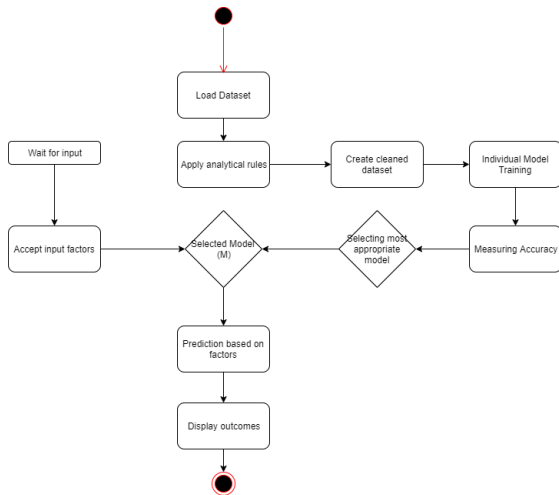 Load Dataset
Wait for input
Apply analytical rules
Create cleaned
dataset
Individual Model
Training
Accept input factors
Selected Model
(M)
Selecting most
appropriate
model
Measuring Accuracy
Prediction based on
factors
Display outcomes